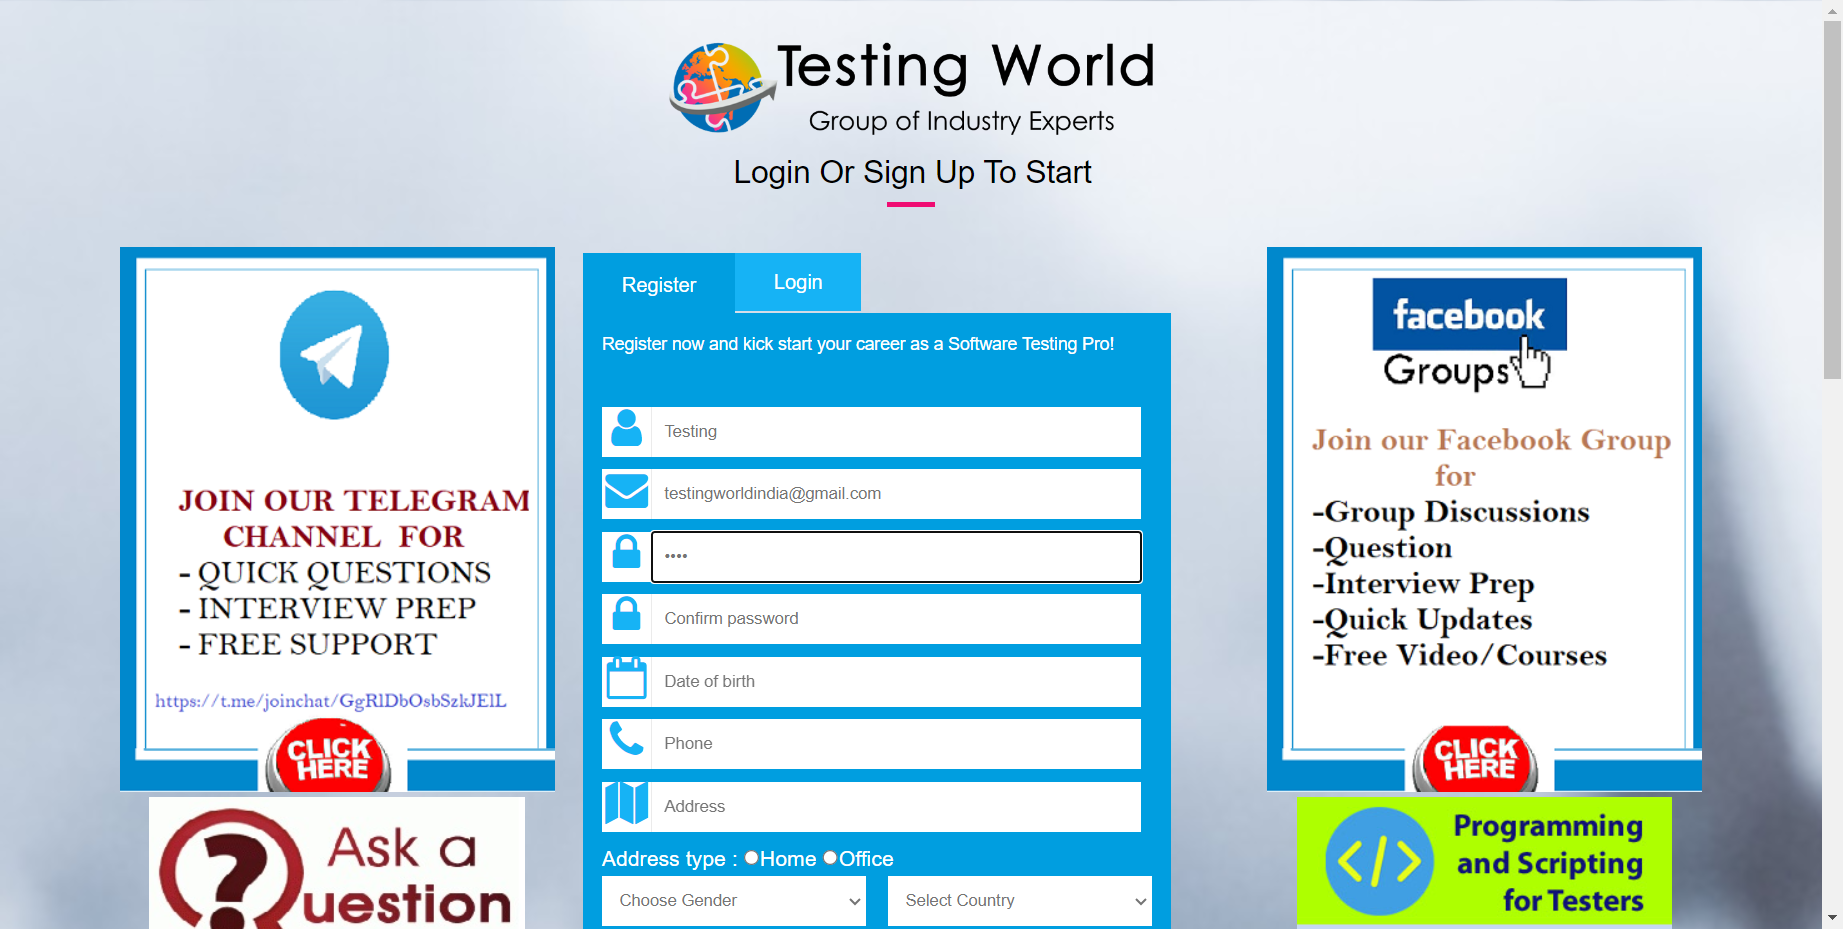 Testing World
Group of Industry Experts
Login Or Sign Up To Start
JOIN OUR TELEGRAM
CHANNEL FOR
- QUICK QUESTIONS
- INTERVIEW PREP
- FREE SUPPORT
https://t.me/joinchat/GgRlDbOsbSzkJElL
CLICK
HERE
Ask a
uestion
Register
Login
Register now and kick start your career as a Software Testing Pro!
Testing
testingworldindia@gmail.com
••••
Confirm password
Date of birth
Phone
Address
Address type : Home Office
Choose Gender
Select Country
facebook
Groups
Join our Facebook Group
for
-Group Discussions
-Question
-Interview Prep
-Quick Updates
-Free Video/Courses
CLICK
HERE
</> Programming
and Scripting
for Testers